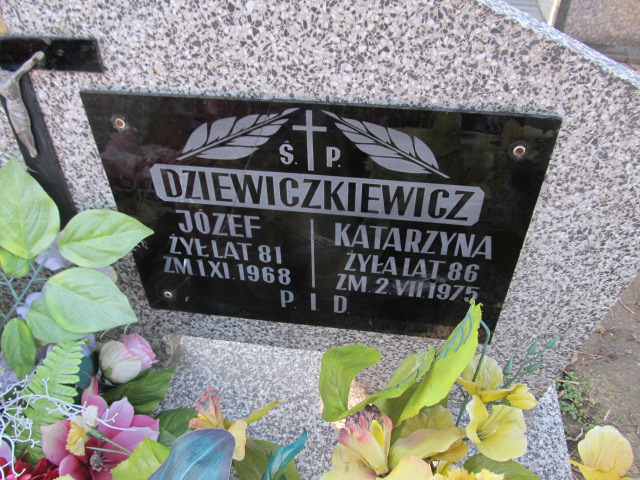 Ś. P.
DZIEWICZKIEWICZ
JÓZEF
ŻYŁ LAT 81
ZM 1 XI. 1968
KATARZYNA
ŻYŁA LAT 86
ZM. 2. VII 1975
P. I D.